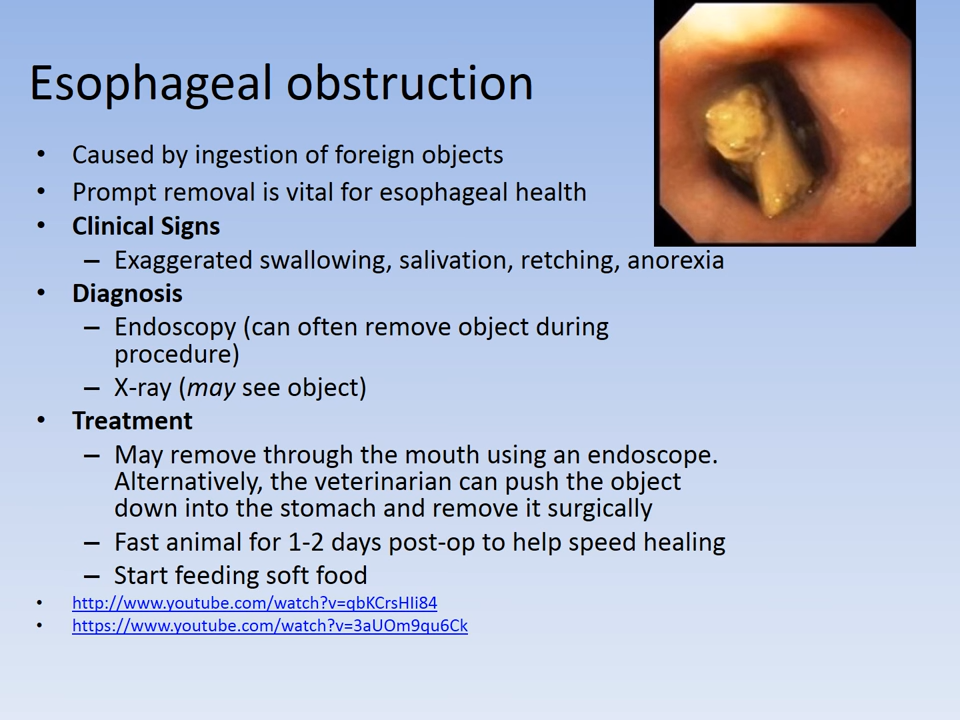 Esophageal obstruction
• Caused by ingestion of foreign objects
• Prompt removal is vital for esophageal health
• Clinical Signs
– Exaggerated swallowing, salivation, retching, anorexia
• Diagnosis
– Endoscopy (can often remove object during
procedure)
– X-ray (may see object)
• Treatment
– May remove through the mouth using an endoscope.
Alternatively, the veterinarian can push the object
down into the stomach and remove it surgically
– Fast animal for 1-2 days post-op to help speed healing
– Start feeding soft food
• http://www.youtube.com/watch?v=qbKCrsHIi84
• https://www.youtube.com/watch?v=3aUOm9qu6Ck